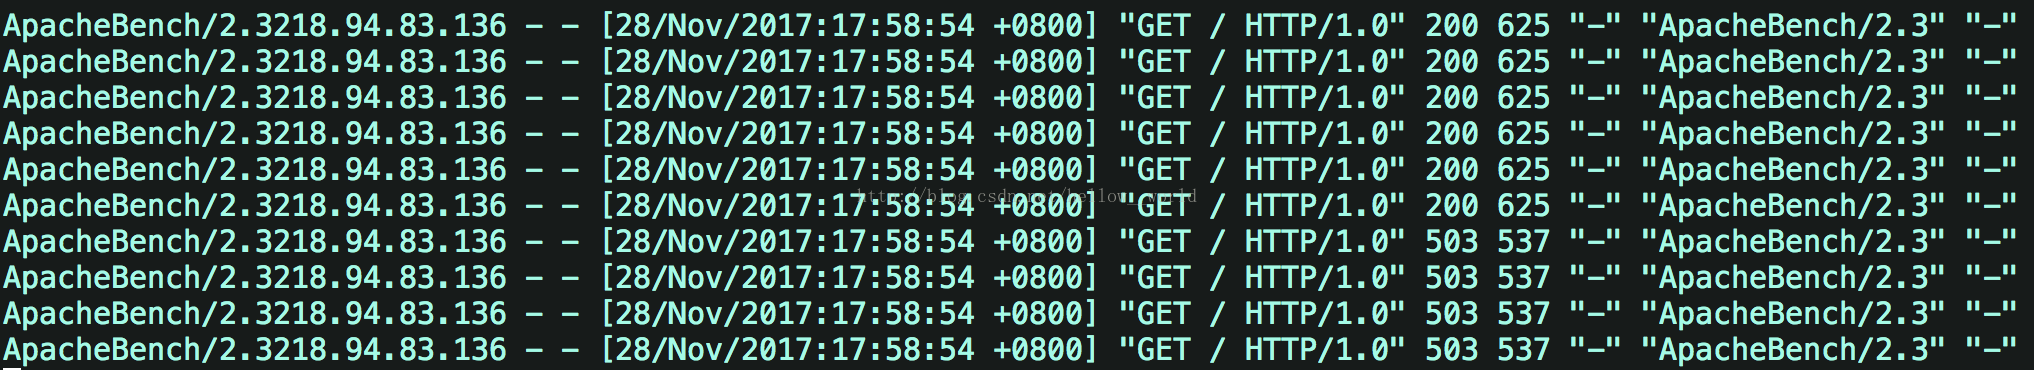 ApacheBench/2.3218.94.83.136 - - [28/Nov/2017:17:58:54 +0800] "GET / HTTP/1.0" 200 625 "-" "ApacheBench/2.3" "-"
ApacheBench/2.3218.94.83.136 - - [28/Nov/2017:17:58:54 +0800] "GET / HTTP/1.0" 200 625 "-" "ApacheBench/2.3" "-"
ApacheBench/2.3218.94.83.136 - - [28/Nov/2017:17:58:54 +0800] "GET / HTTP/1.0" 200 625 "-" "ApacheBench/2.3" "-"
ApacheBench/2.3218.94.83.136 - - [28/Nov/2017:17:58:54 +0800] "GET / HTTP/1.0" 200 625 "-" "ApacheBench/2.3" "-"
ApacheBench/2.3218.94.83.136 - - [28/Nov/2017:17:58:54 +0800] "GET / HTTP/1.0" 200 625 "-" "ApacheBench/2.3" "-"
ApacheBench/2.3218.94.83.136 - - [28/Nov/2017:17:58:54 +0800] "GET / HTTP/1.0" 200 625 "-" "ApacheBench/2.3" "-"
ApacheBench/2.3218.94.83.136 - - [28/Nov/2017:17:58:54 +0800] "GET / HTTP/1.0" 503 537 "-" "ApacheBench/2.3" "-"
ApacheBench/2.3218.94.83.136 - - [28/Nov/2017:17:58:54 +0800] "GET / HTTP/1.0" 503 537 "-" "ApacheBench/2.3" "-"
ApacheBench/2.3218.94.83.136 - - [28/Nov/2017:17:58:54 +0800] "GET / HTTP/1.0" 503 537 "-" "ApacheBench/2.3" "-"
ApacheBench/2.3218.94.83.136 - - [28/Nov/2017:17:58:54 +0800] "GET / HTTP/1.0" 503 537 "-" "ApacheBench/2.3" "-"